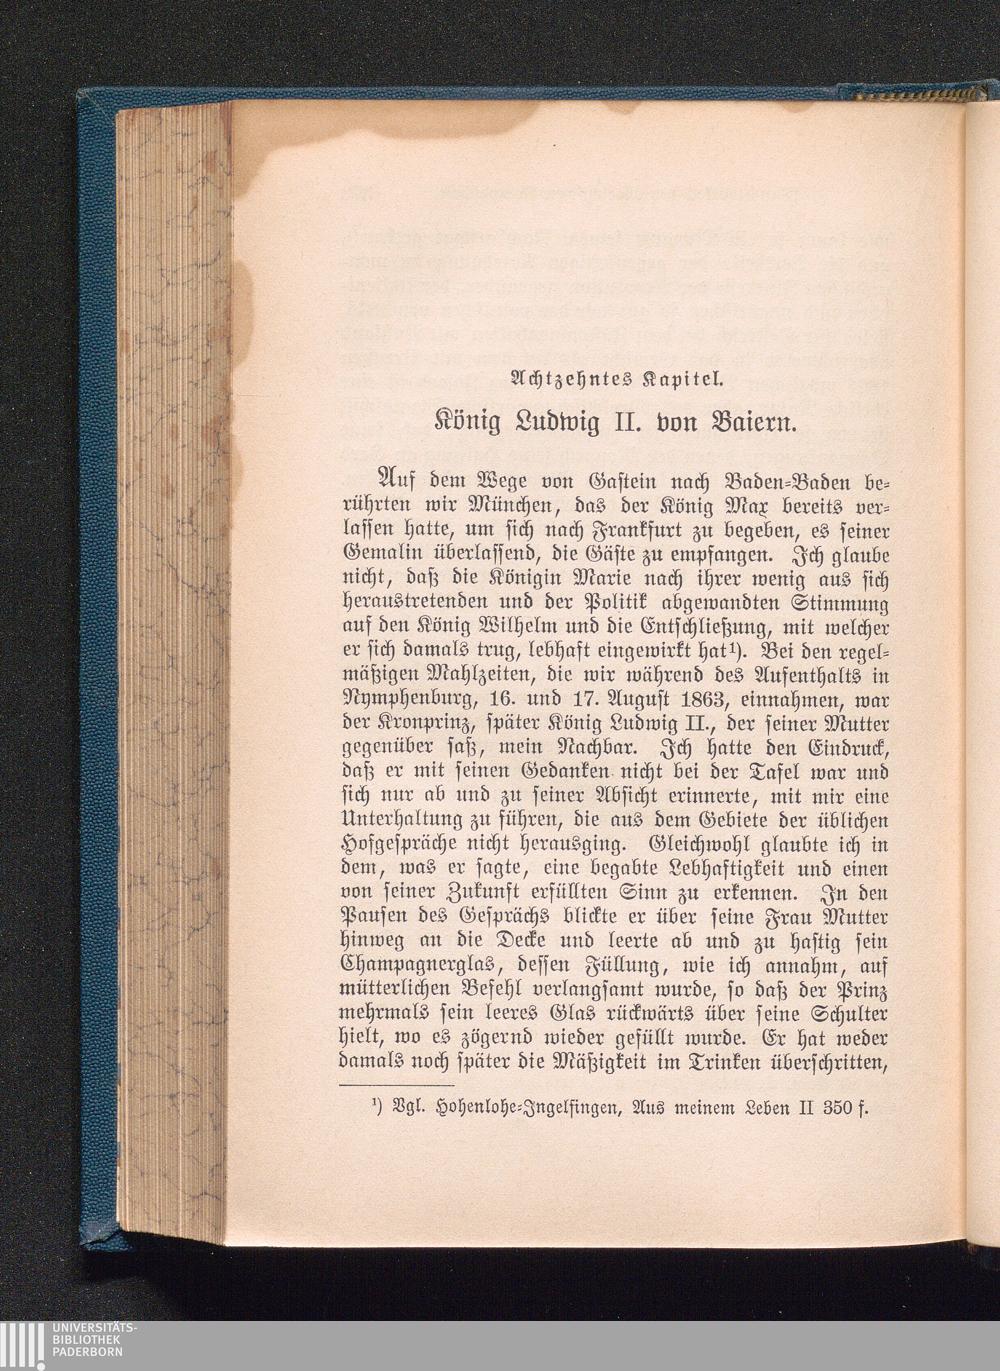 Achtzehntes Kapitel.
König Ludwig II. von Baiern.
Auf dem Wege von Gastein nach Baden-Baden be-
rührten wir München, das der König Max bereits ver-
lassen hatte, um sich nach Frankfurt zu begeben, es seiner
Gemalin überlassend, die Gäste zu empfangen. Ich glaube
nicht, daß die Königin Marie nach ihrer wenig aus sich
heraustretenden und der Politik abgewandten Stimmung
auf den König Wilhelm und die Entschließung, mit welcher
er sich damals trug, lebhaft eingewirkt hat¹). Bei den regel-
mäßigen Mahlzeiten, die wir während des Aufenthalts in
Nymphenburg, 16. und 17. August 1863, einnahmen, war
der Kronprinz, später König Ludwig II., der seiner Mutter
gegenüber saß, mein Nachbar. Ich hatte den Eindruck,
daß er mit seinen Gedanken nicht bei der Tafel war und
sich nur ab und zu seiner Absicht erinnerte, mit mir eine
Unterhaltung zu führen, die aus dem Gebiete der üblichen
Hofgespräche nicht herausging. Gleichwohl glaubte ich in
dem, was er sagte, eine begabte Lebhaftigkeit und einen
von seiner Zukunft erfüllten Sinn zu erkennen. In den
Pausen des Gesprächs blickte er über seine Frau Mutter
hinweg an die Decke und leerte ab und zu hastig sein
Champagnerglas, dessen Füllung, wie ich annahm, auf
mütterlichen Befehl verlangsamt wurde, so daß der Prinz
mehrmals sein leeres Glas rückwärts über seine Schulter
hielt, wo es zögernd wieder gefüllt wurde. Er hat weder
damals noch später die Mäßigkeit im Trinken überschritten,
¹) Vgl. Hohenlohe-Ingelfingen, Aus meinem Leben II 350 f.
UNIVERSITÄTS-
BIBLIOTHEK
PADERBORN